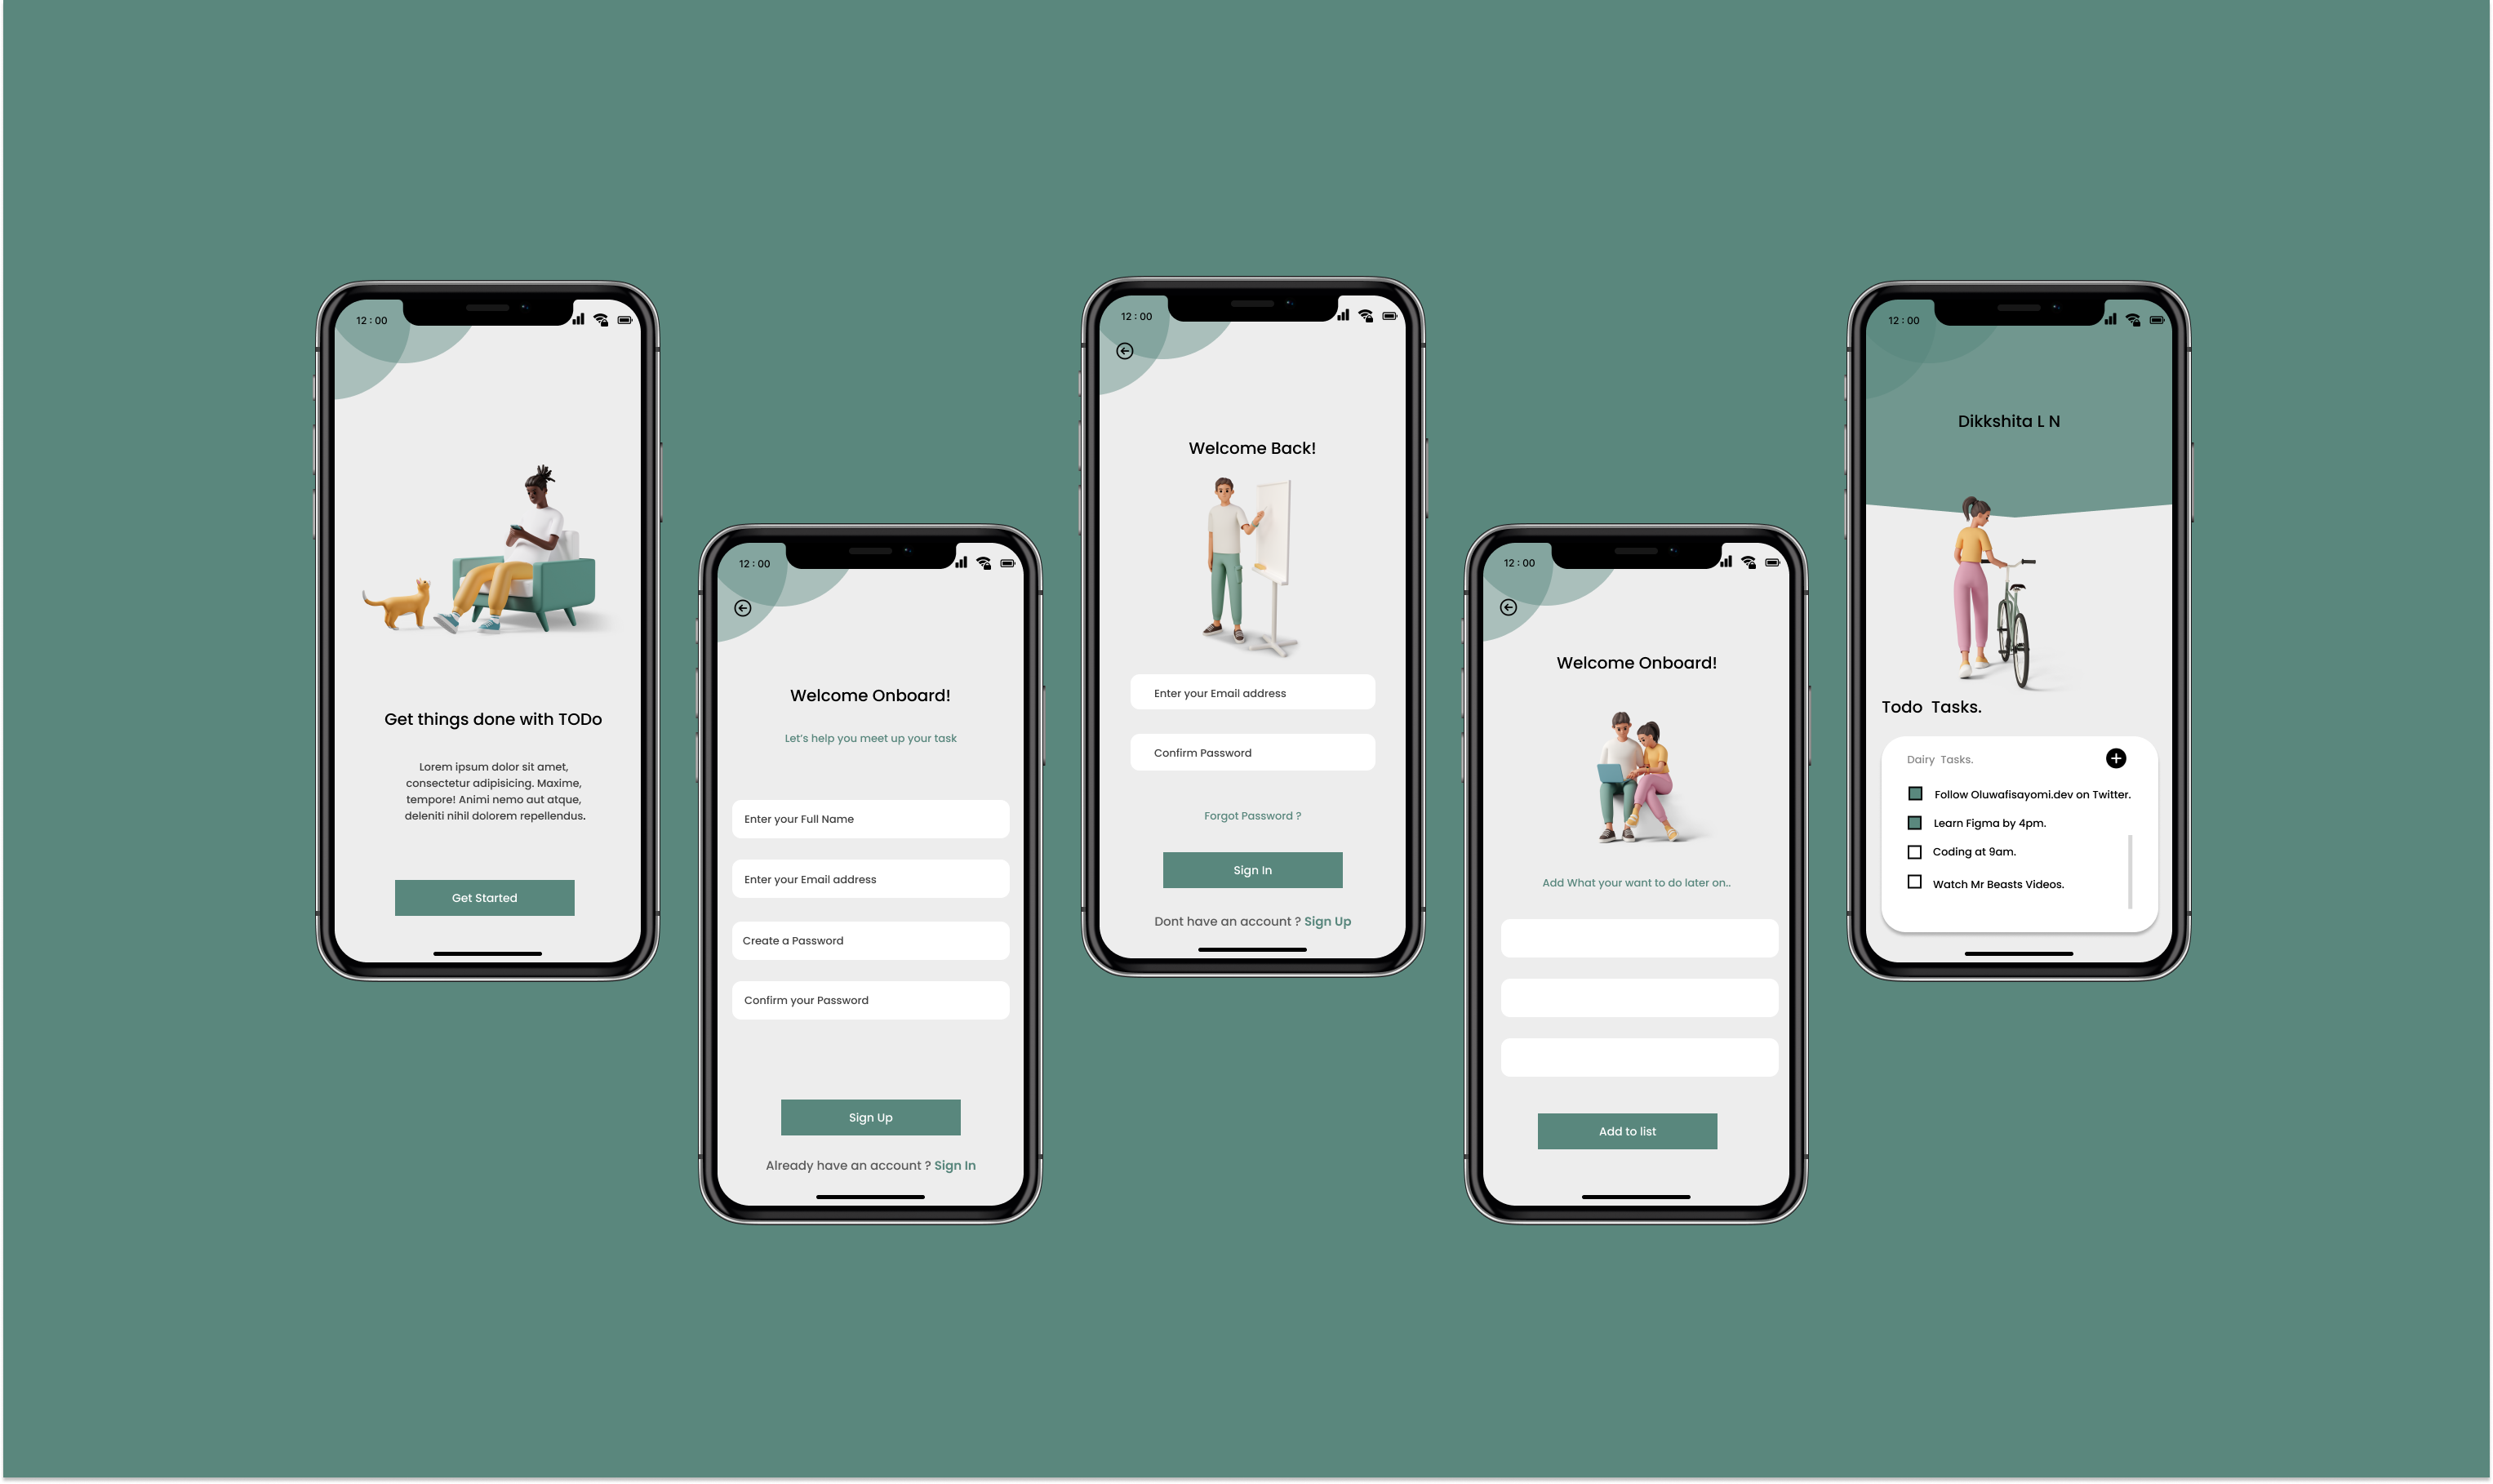 12 : 00
Get things done with TODo
Lorem ipsum dolor sit amet,
consectetur adipisicing. Maxime,
tempore! Animi nemo aut atque,
deleniti nihil dolorem repellendus.
Get Started
12 : 00
Welcome Onboard!
Let's help you meet up your task
Enter your Full Name
Enter your Email address
Create a Password
Confirm your Password
Sign Up
Already have an account ? Sign In
12 : 00
Welcome Back!
Enter your Email address
Confirm Password
Forgot Password ?
Sign In
Dont have an account ? Sign Up
12 : 00
Welcome Onboard!
Add What your want to do later on..
Add to list
12 : 00
Dikkshita L N
Todo Tasks.
Dairy Tasks.
Follow Oluwafisayomi.dev on Twitter.
Learn Figma by 4pm.
Coding at 9am.
Watch Mr Beasts Videos.